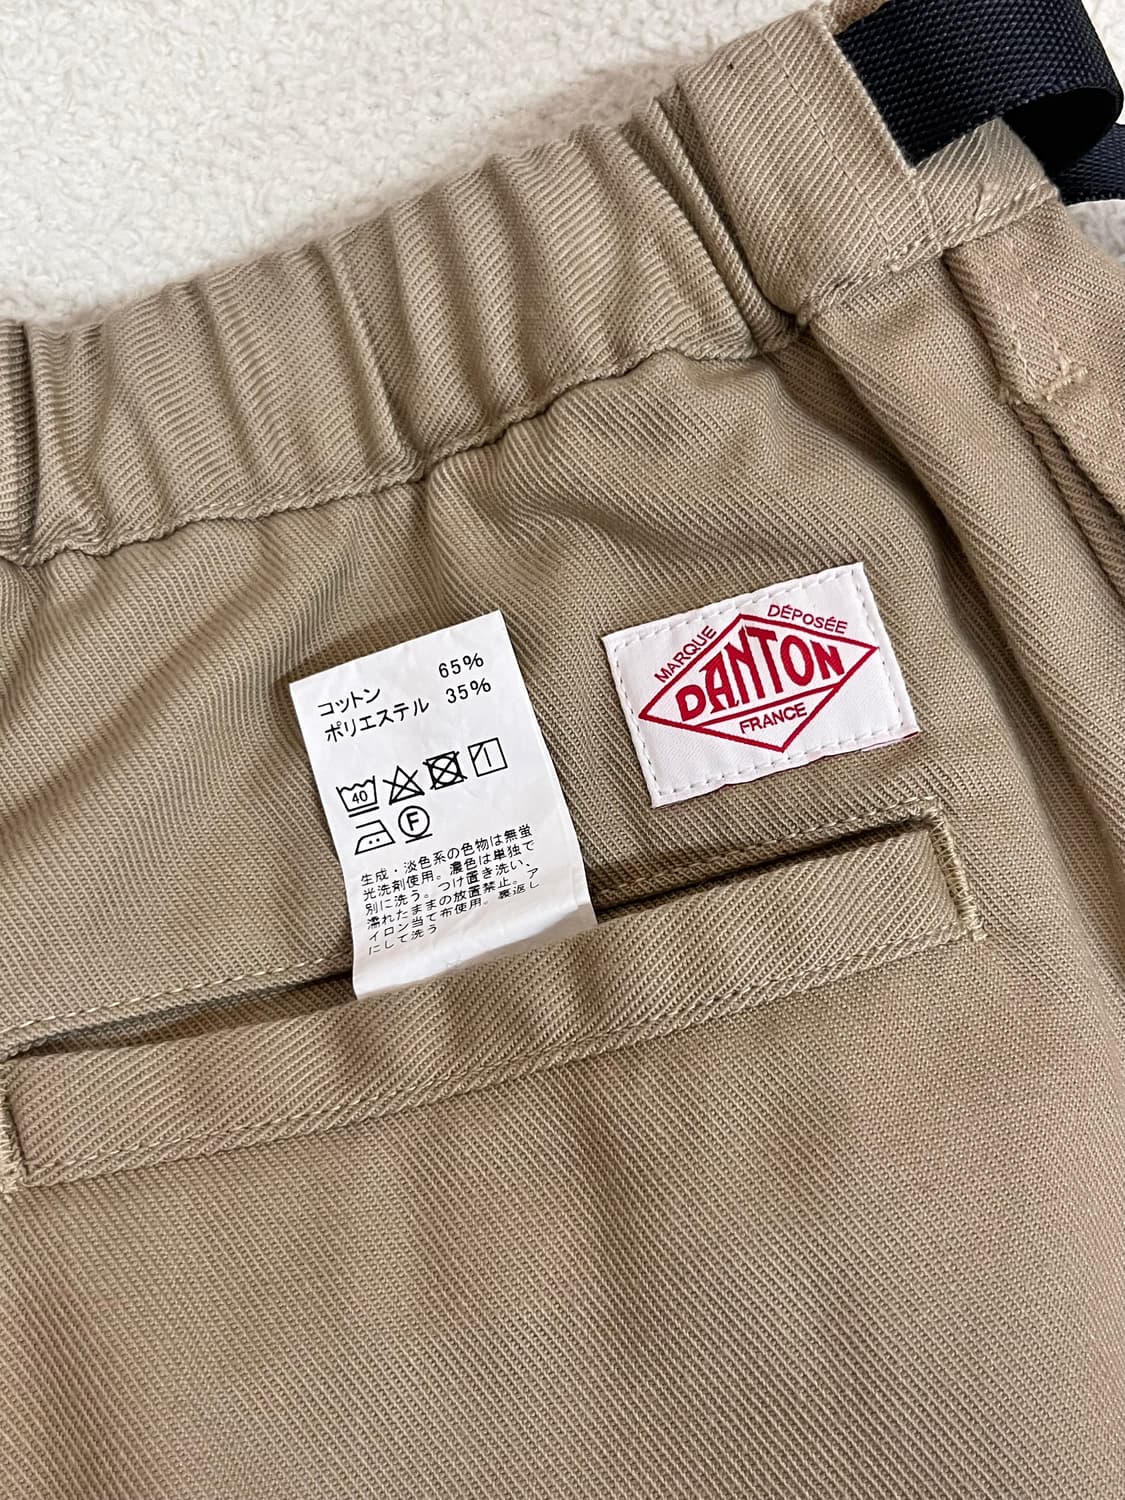 コットン 65%
ポリエステル 35%
40
F
生成・淡色系の色物は無蛍
光洗剤使用。濃色は単独で
別に洗う。つけ置き洗い、
濡れたままの放置禁止。ア
イロン当て布使用。裏返し
にして洗う
MARQUE DÉPOSÉE
DANTON
FRANCE